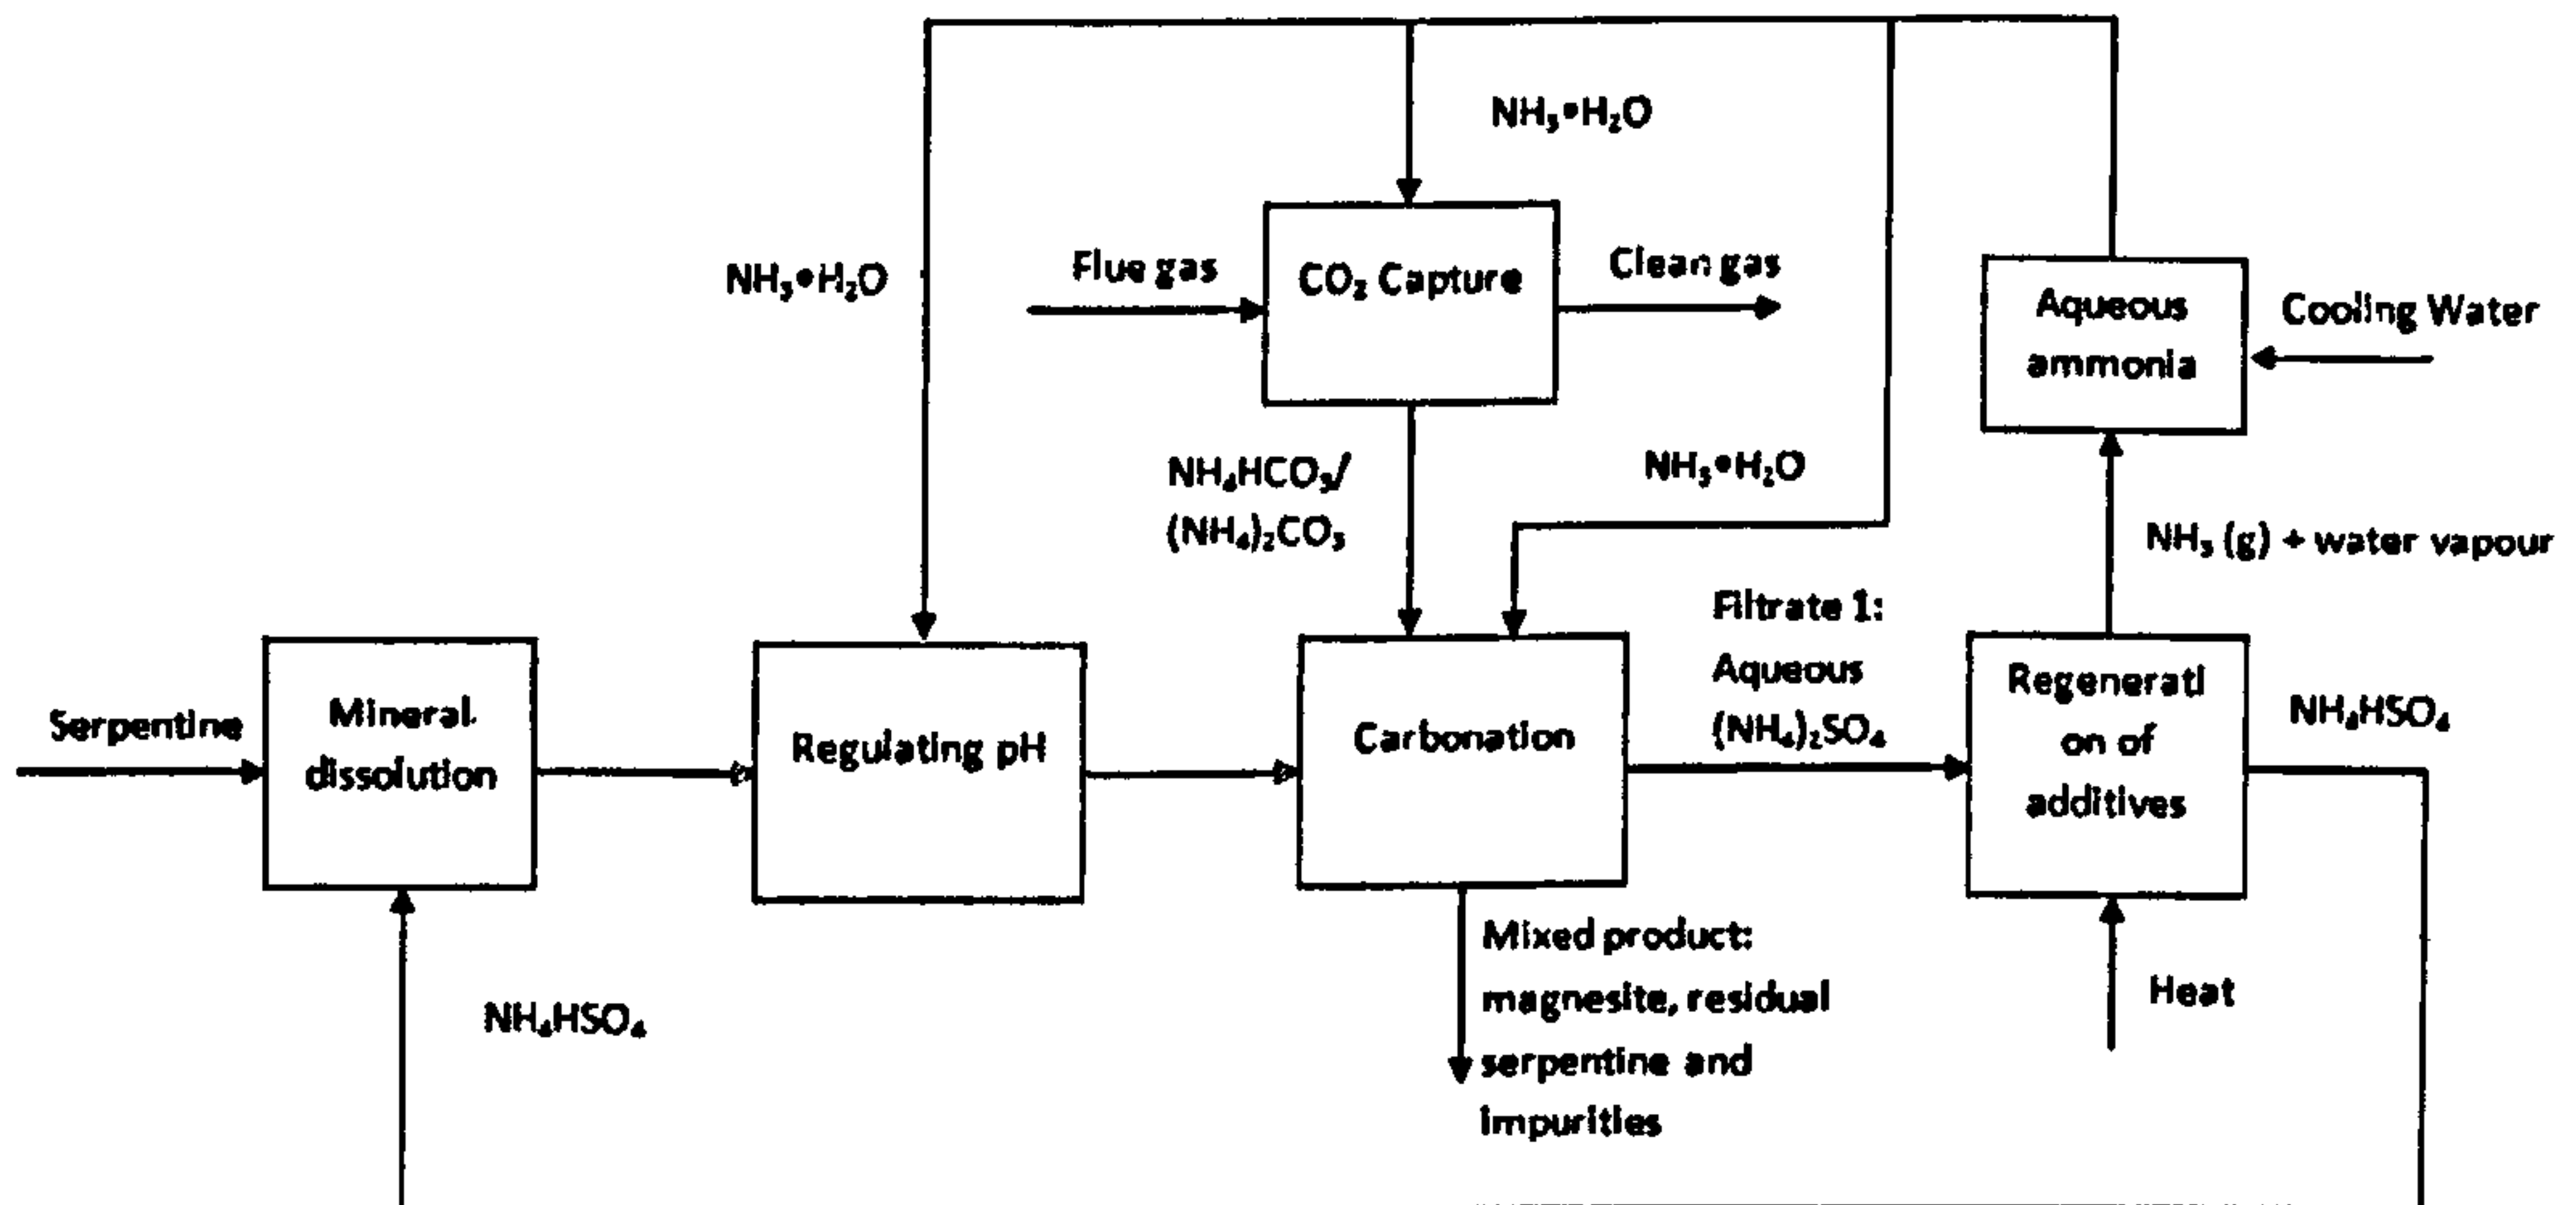 NH₃•H₂O
NH₃•H₂O
Flue gas
CO₂ Capture
Clean gas
Aqueous
ammonia
Cooling Water
NH₄HCO₃/
(NH₄)₂CO₃
NH₃•H₂O
NH₃ (g) + water vapour
Serpentine
Mineral
dissolution
Regulating pH
Carbonation
Filtrate 1:
Aqueous
(NH₄)₂SO₄
Regenerati
on of
additives
NH₄HSO₄
NH₄HSO₄
Mixed product:
magnesite, residual
serpentine and
impurities
Heat